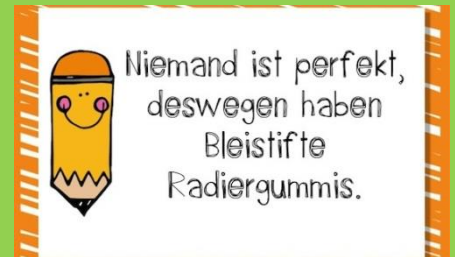 Niemand ist perfekt,
deswegen haben
Bleistifte
Radiergummis.